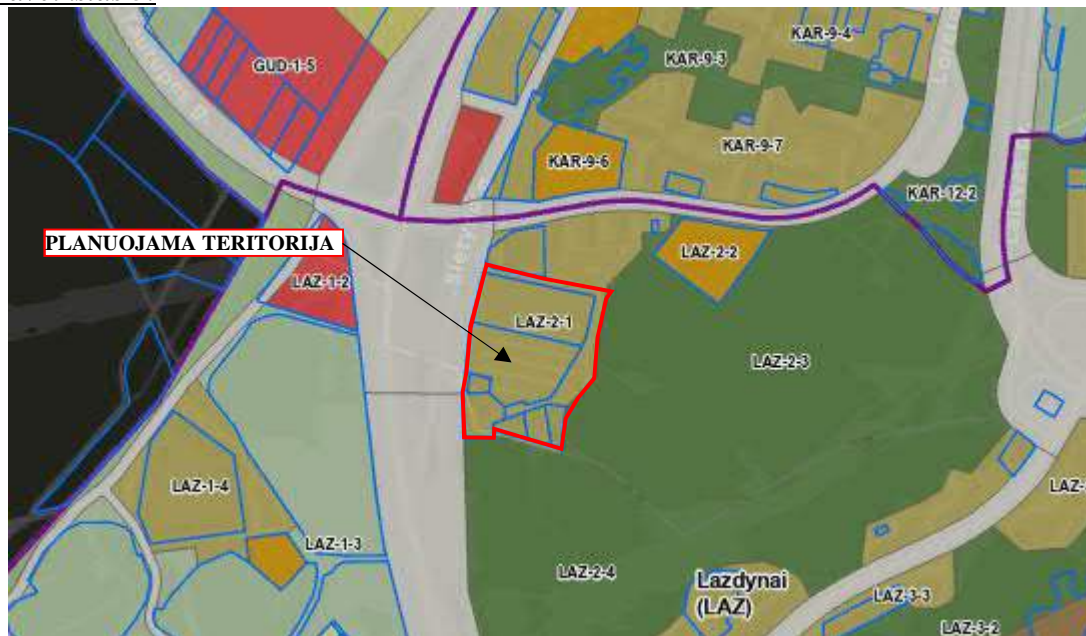 GUD-1-5
KAR-9-4
KAR-9-3
KAR-9-6
KAR-9-7
KAR-12-2
PLANUOJAMA TERITORIJA
LAZ-2-2
LAZ-1-2
LAZ-2-1
LAZ-2-3
LAZ-1-4
LAZ-1-3
LAZ-2-4
Lazdynai
(LAZ)
LAZ-3-3
LAZ-3-2